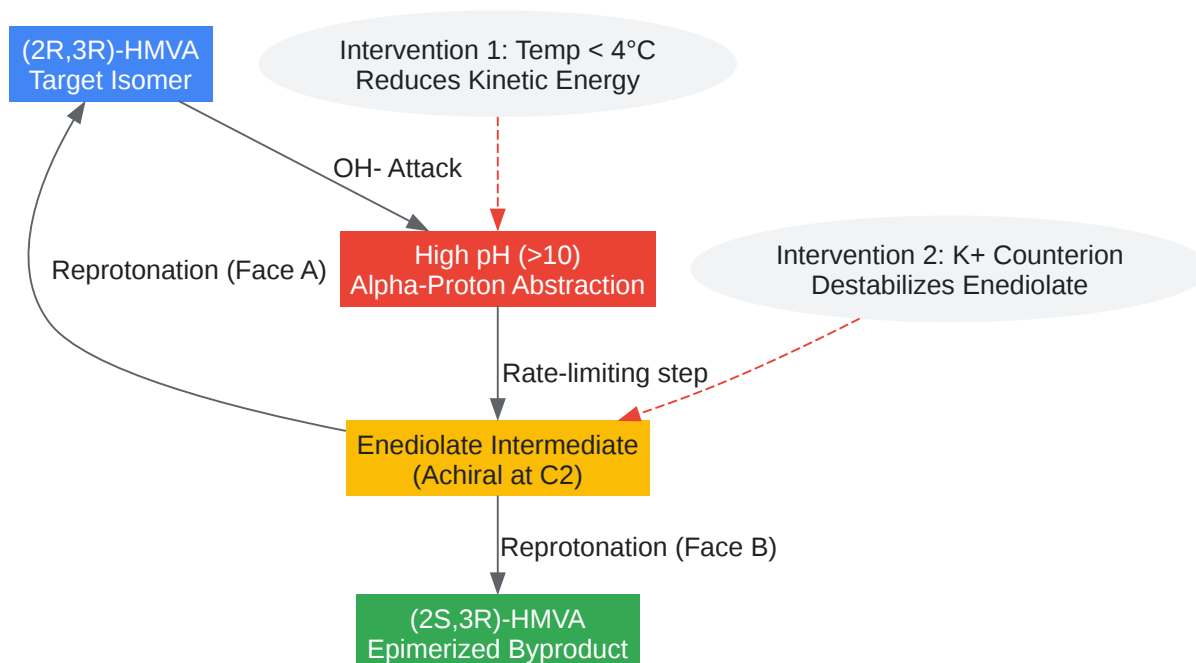 (2R,3R)-HMVA
Target Isomer
Intervention 1: Temp < 4°C
Reduces Kinetic Energy
OH- Attack
High pH (>10)
Alpha-Proton Abstraction
Intervention 2: K+ Counterion
Destabilizes Enediolate
Reprotonation (Face A)
Rate-limiting step
Enediolate Intermediate
(Achiral at C2)
Reprotonation (Face B)
(2S,3R)-HMVA
Epimerized Byproduct